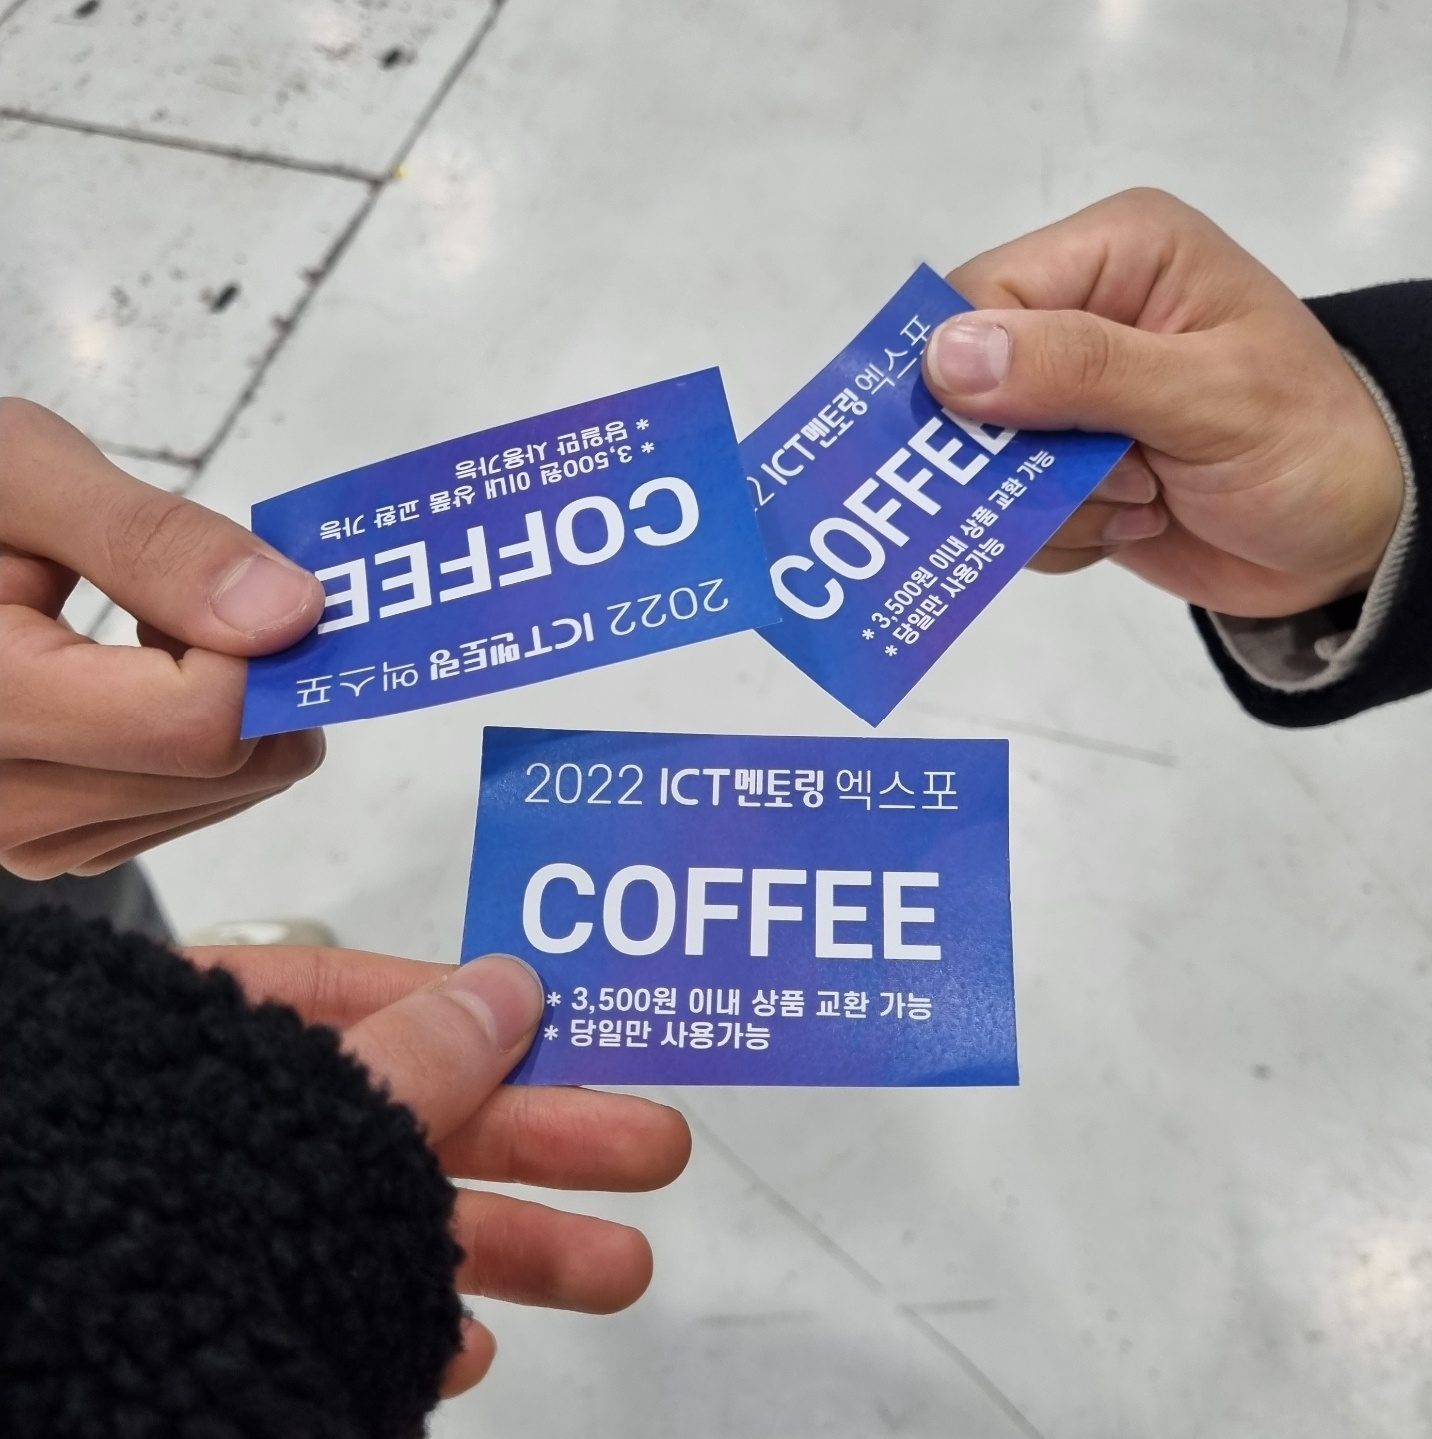 * 당일만 사용가능
* 3,500원 이내 상품 교환 가능
COFFEE
2022 ICT멘토링 엑스포
2 ICT멘토링 엑스포
COFFEE
* 3,500원 이내 상품 교환 가능
* 당일만 사용가능
2022 ICT멘토링 엑스포
COFFEE
* 3,500원 이내 상품 교환 가능
* 당일만 사용가능